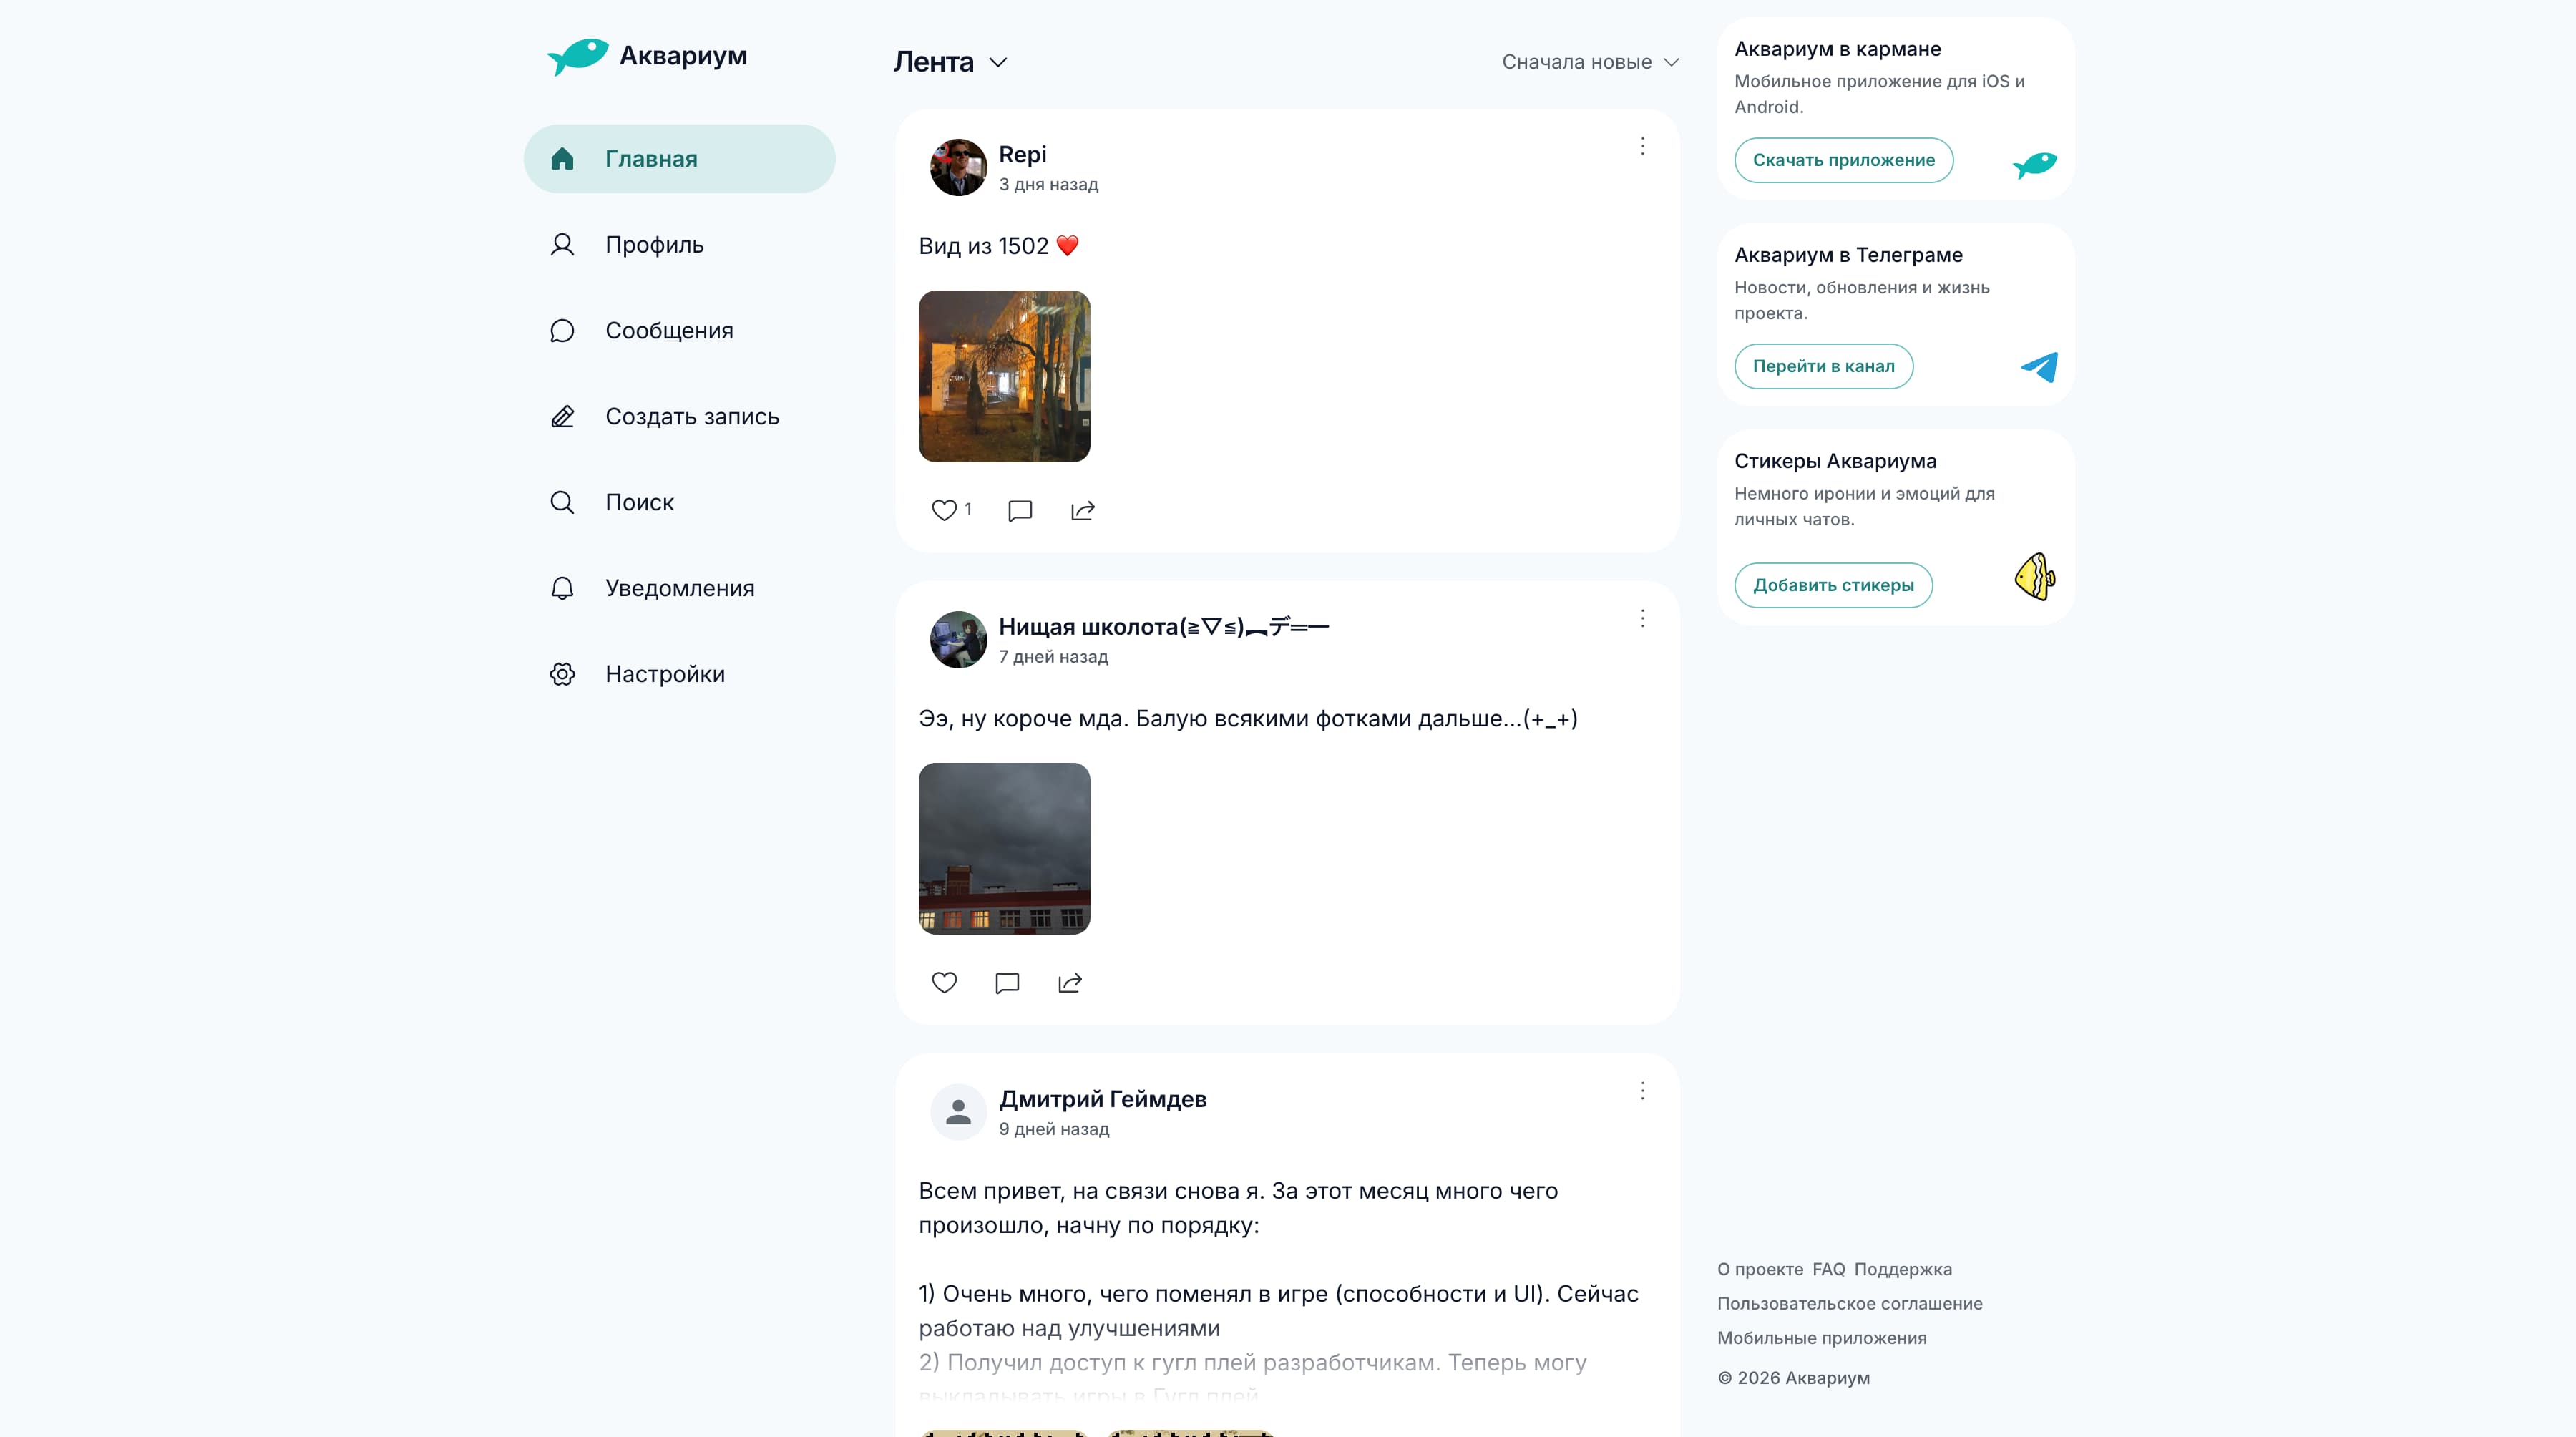 Аквариум
Главная
Профиль
Сообщения
Создать запись
Поиск
Уведомления
Настройки
Лента
Сначала новые
Repi
3 дня назад
Вид из 1502 ❤️
1
Нищая школота(≧▽≦)︻デ═一
7 дней назад
Ээ, ну короче мда. Балую всякими фотками дальше...(+_+)
Дмитрий Геймдев
9 дней назад
Всем привет, на связи снова я. За этот месяц много чего
произошло, начну по порядку:
1) Очень много, чего поменял в игре (способности и UI). Сейчас
работаю над улучшениями
2) Получил доступ к гугл плей разработчикам. Теперь могу
выкладывать игры в Гугл плей
Аквариум в кармане
Мобильное приложение для iOS и
Android.
Скачать приложение
Аквариум в Телеграме
Новости, обновления и жизнь
проекта.
Перейти в канал
Стикеры Аквариума
Немного иронии и эмоций для
личных чатов.
Добавить стикеры
О проекте FAQ Поддержка
Пользовательское соглашение
Мобильные приложения
© 2026 Аквариум